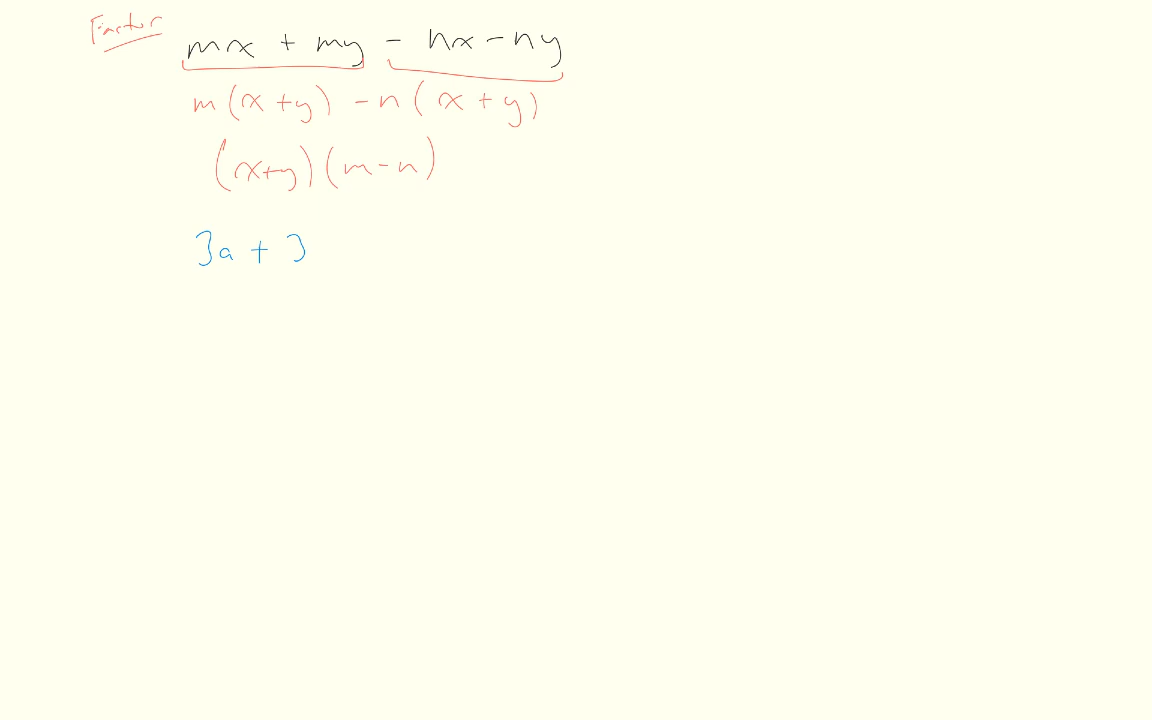 Factor
mx + my - nx - ny
m(x + y) - n(x + y)
(x+y)(m-n)
3a + 3